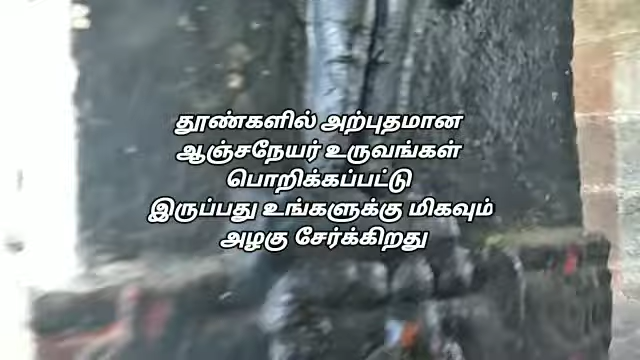 தூண்களில் அற்புதமான
ஆஞ்சநேயர் உருவங்கள்
பொறிக்கப்பட்டு
இருப்பது உங்களுக்கு மிகவும்
அழகு சேர்க்கிறது